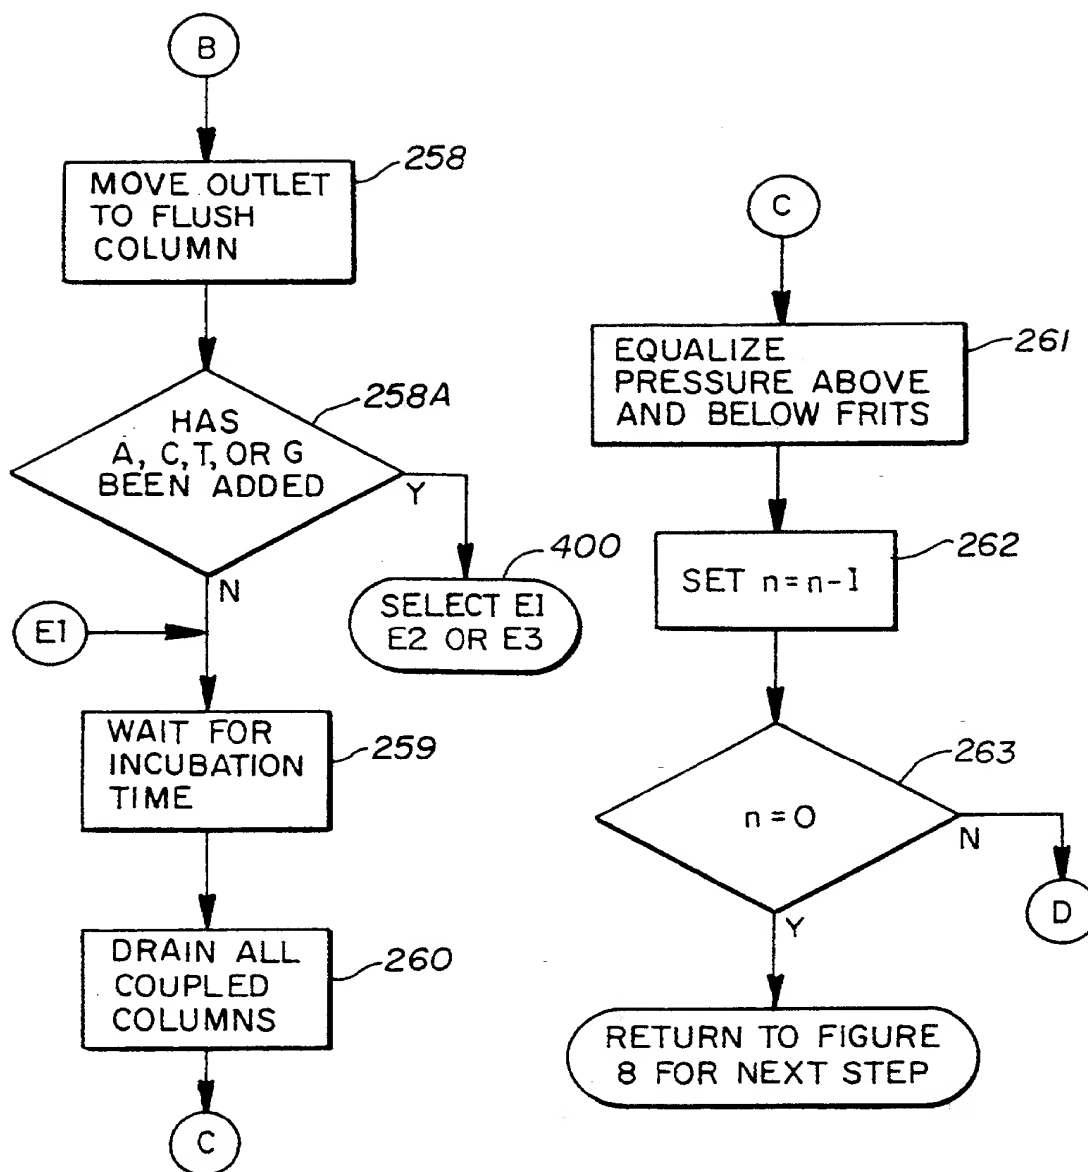 B
258
MOVE OUTLET
TO FLUSH
COLUMN
258A
HAS
A, C, T, OR G
BEEN ADDED
Y
N
400
SELECT E1
E2 OR E3
E1
WAIT FOR
INCUBATION
TIME
259
DRAIN ALL
COUPLED
COLUMNS
260
C
C
261
EQUALIZE
PRESSURE ABOVE
AND BELOW FRITS
262
SET n=n-1
263
n=0
N
D
Y
RETURN TO FIGURE
8 FOR NEXT STEP